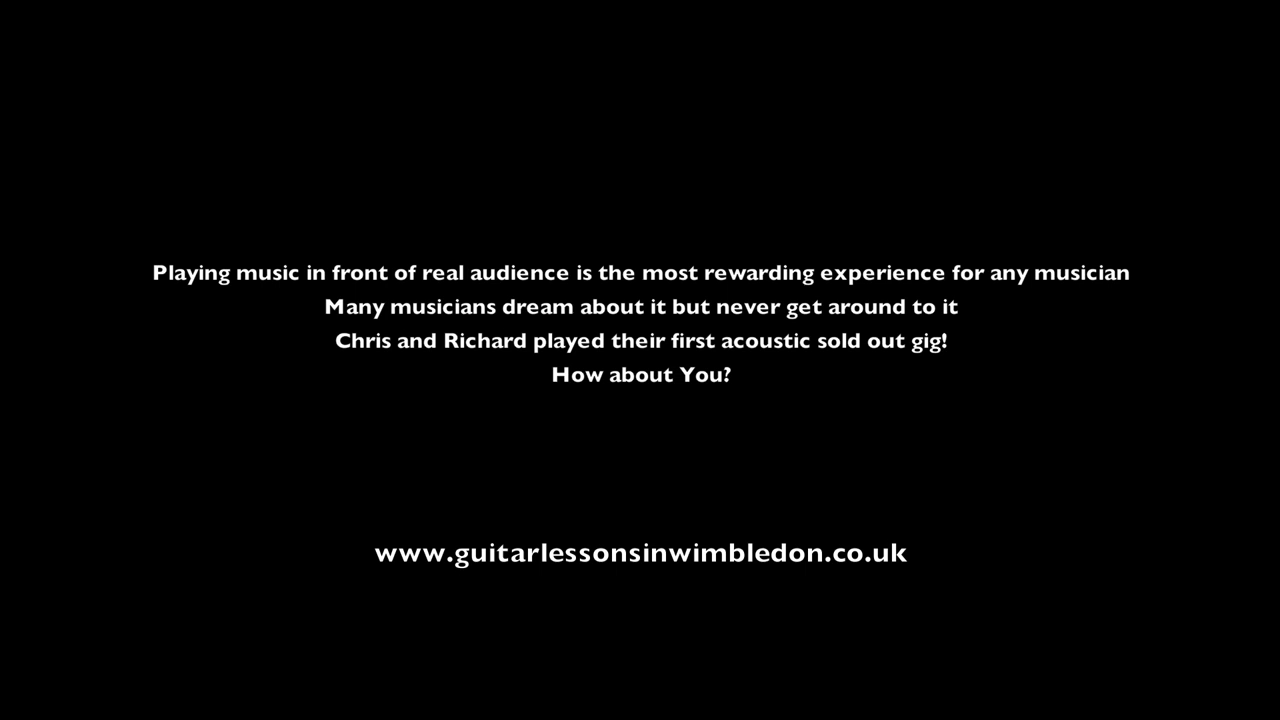 Playing music in front of real audience is the most rewarding experience for any musician
Many musicians dream about it but never get around to it
Chris and Richard played their first acoustic sold out gig!
How about You?
www.guitarlessonsinwimbledon.co.uk